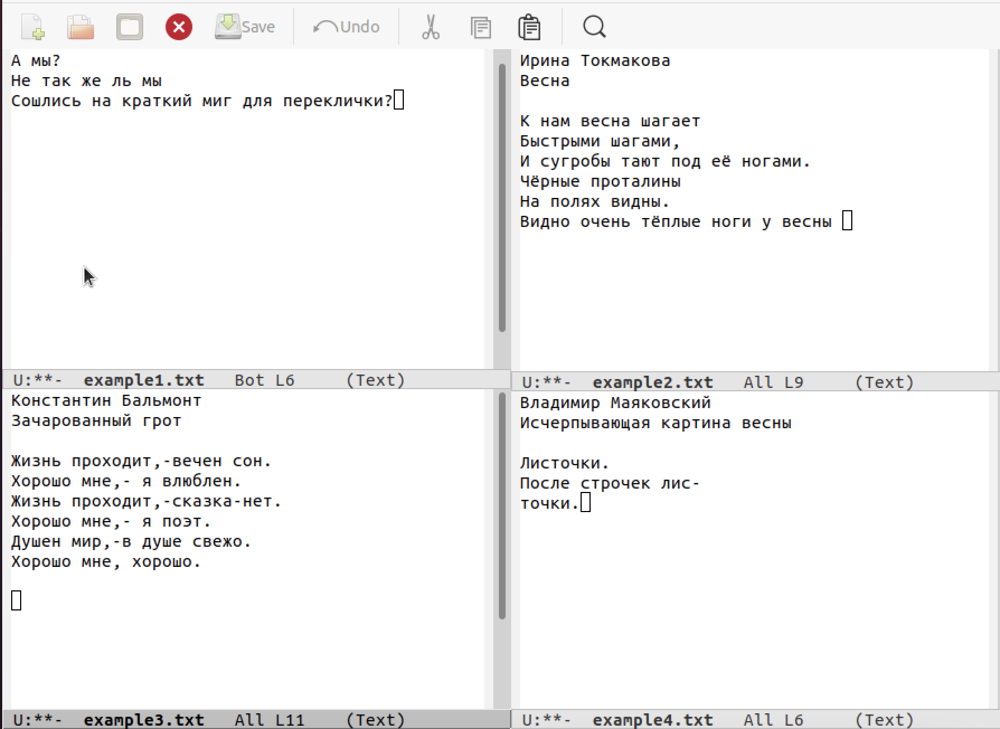 Save Undo
А мы?
Не так же ль мы
Сошлись на краткий миг для переклички?
U:**-  example1.txt   Bot L6     (Text)
Ирина Токмакова
Весна
К нам весна шагает
Быстрыми шагами,
И сугробы тают под её ногами.
Чёрные проталины
На полях видны.
Видно очень тёплые ноги у весны
U:**-  example2.txt   All L9     (Text)
Константин Бальмонт
Зачарованный грот
Жизнь проходит,-вечен сон.
Хорошо мне,- я влюблен.
Жизнь проходит,-сказка-нет.
Хорошо мне,- я поэт.
Душен мир,-в душе свежо.
Хорошо мне, хорошо.
U:**-  example3.txt   All L11    (Text)
Владимир Маяковский
Исчерпывающая картина весны
Листочки.
После строчек лис-
точки.
U:**-  example4.txt   All L6     (Text)